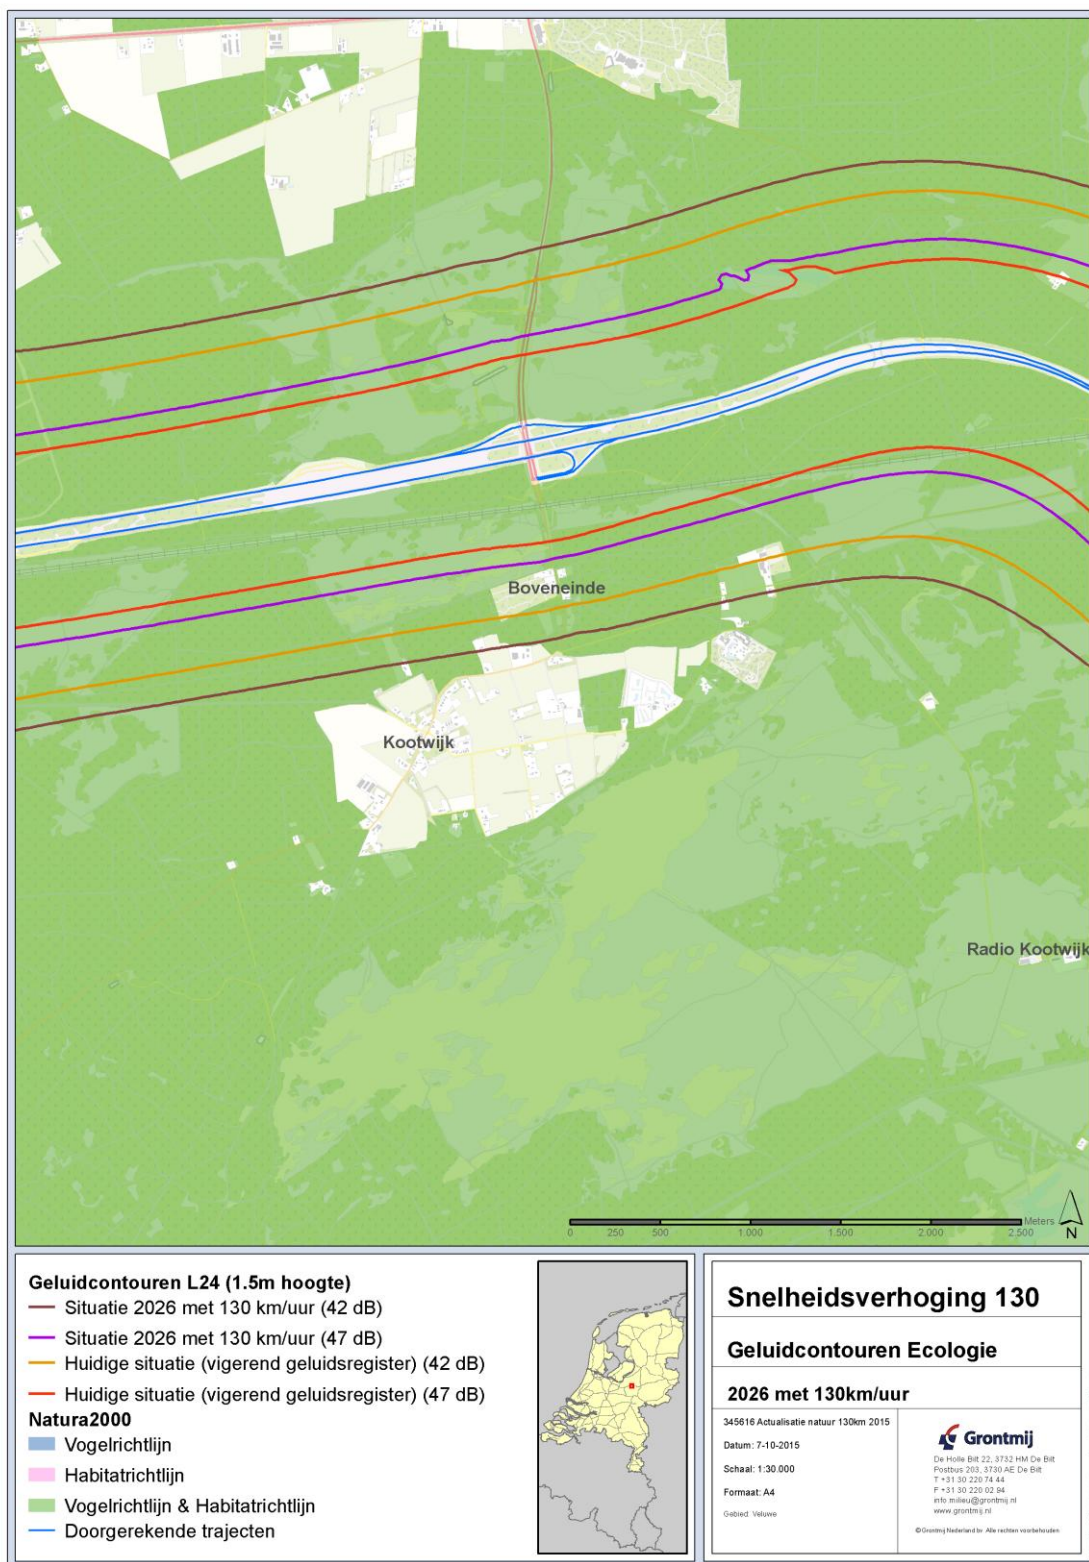 Boveneinde
Kootwijk
Radio Kootwijk
Meters
0 250 500 1.000 1.500 2.000 2.500
N
Geluidcontouren L24 (1.5m hoogte)
Situatie 2026 met 130 km/uur (42 dB)
Situatie 2026 met 130 km/uur (47 dB)
Huidige situatie (vigerend geluidsregister) (42 dB)
Huidige situatie (vigerend geluidsregister) (47 dB)
Natura2000
Vogelrichtlijn
Habitatrichtlijn
Vogelrichtlijn & Habitatrichtlijn
Doorgerekende trajecten
Snelheidsverhoging 130
Geluidcontouren Ecologie
2026 met 130km/uur
345616 Actualisatie natuur 130km 2015
Datum: 7-10-2015
Schaal: 1:30.000
Formaat: A4
Gebied: Veluwe
Grontmij
De Holle Bilt 22, 3732 HM De Bilt
Postbus 203, 3730 AE De Bilt
T +31 30 220 74 44
F +31 30 220 02 94
info.milieu@grontmij.nl
www.grontmij.nl
© Grontmij Nederland bv. Alle rechten voorbehouden.